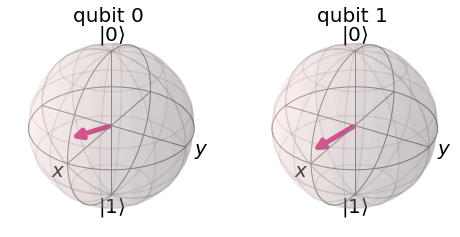 qubit 0
|0⟩
x
y
|1⟩
qubit 1
|0⟩
x
y
|1⟩